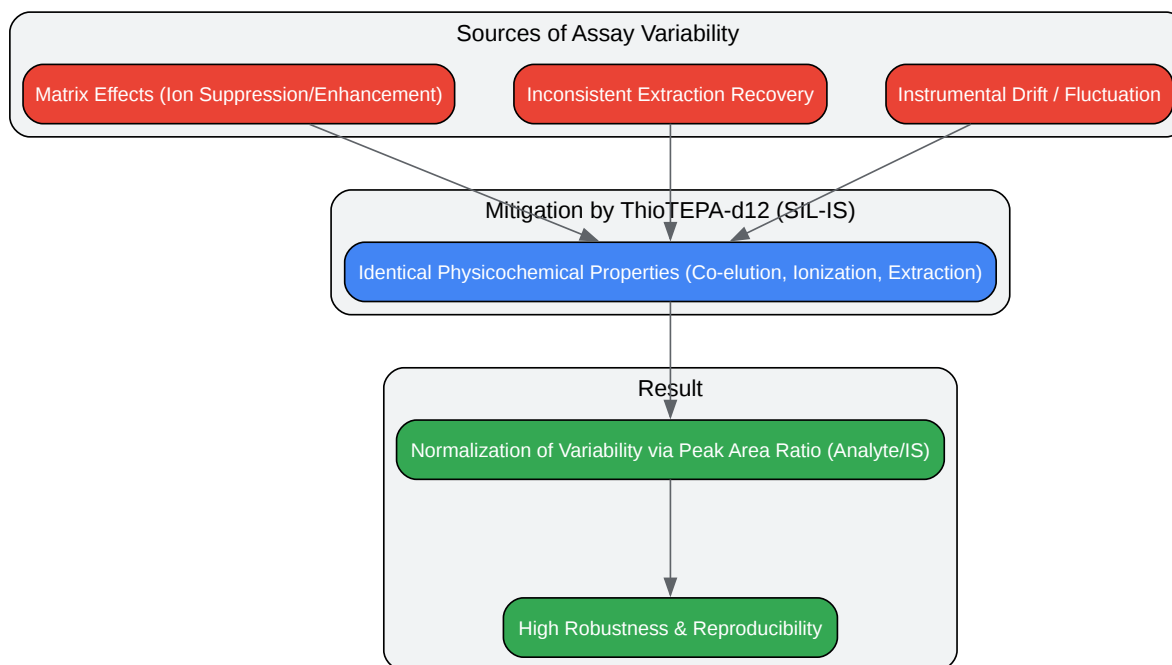 Sources of Assay Variability
Matrix Effects (Ion Suppression/Enhancement)
Inconsistent Extraction Recovery
Instrumental Drift / Fluctuation
Mitigation by ThioTEPA-d12 (SIL-IS)
Identical Physicochemical Properties (Co-elution, Ionization, Extraction)
Result
Normalization of Variability via Peak Area Ratio (Analyte/IS)
High Robustness & Reproducibility